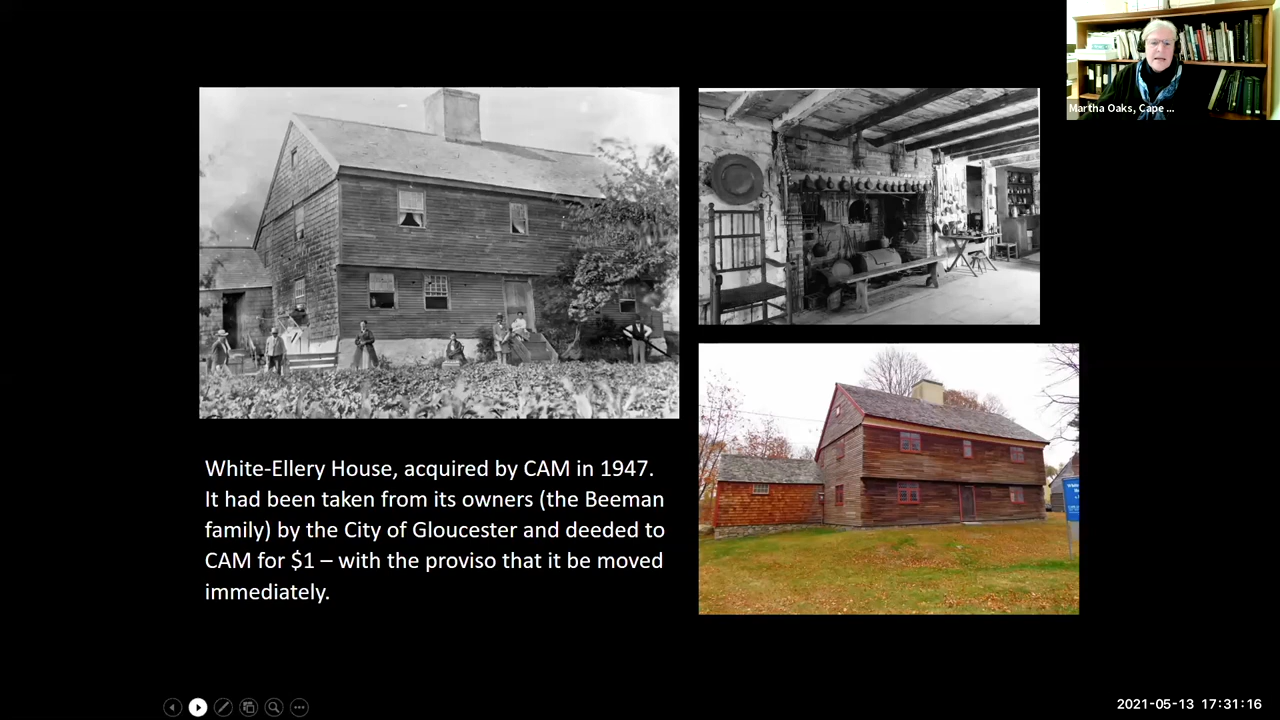 Martha Oaks, Cape ...
White-Ellery House, acquired by CAM in 1947.
It had been taken from its owners (the Beeman
family) by the City of Gloucester and deeded to
CAM for $1 – with the proviso that it be moved
immediately.
2021-05-13 17:31:16